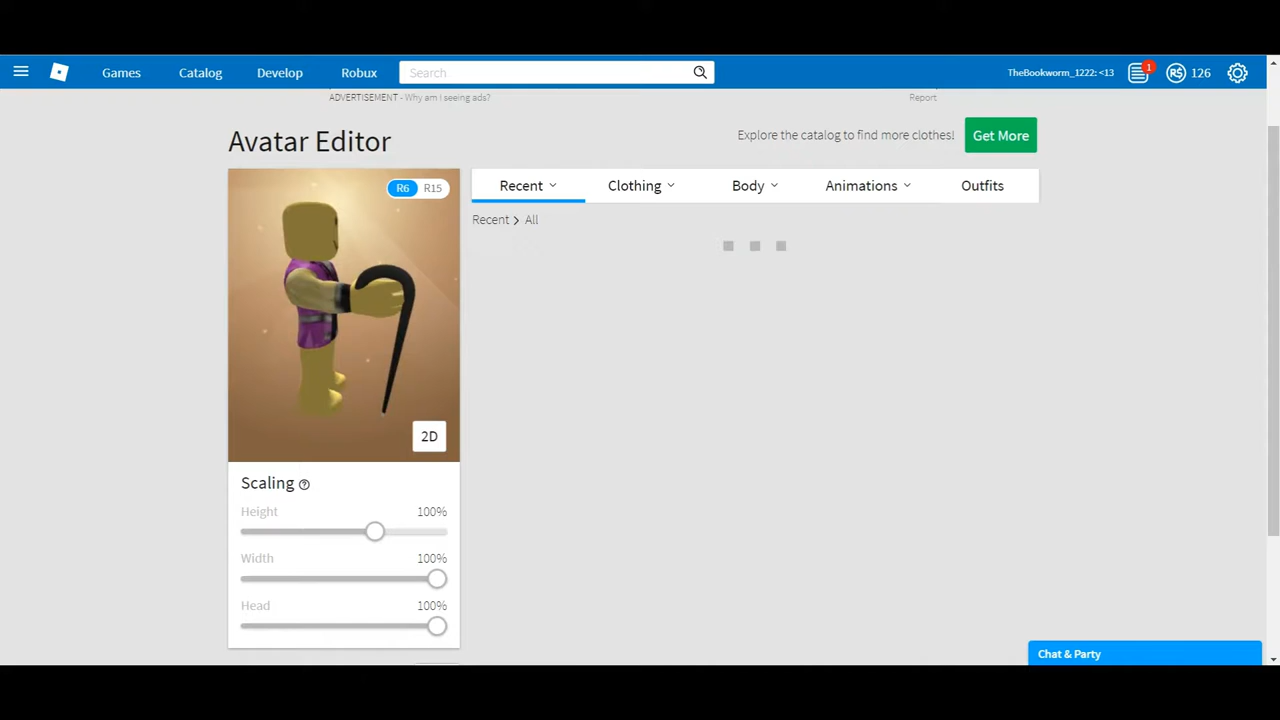 Games Catalog Develop Robux Search... TheBookworm_1222: <13 1 R$ 126
ADVERTISEMENT - Why am I seeing ads? Report
Avatar Editor Explore the catalog to find more clothes! Get More
R6 R15 Recent Clothing Body Animations Outfits
Recent > All
2D
Scaling ?
Height 100%
Width 100%
Head 100%
Chat & Party